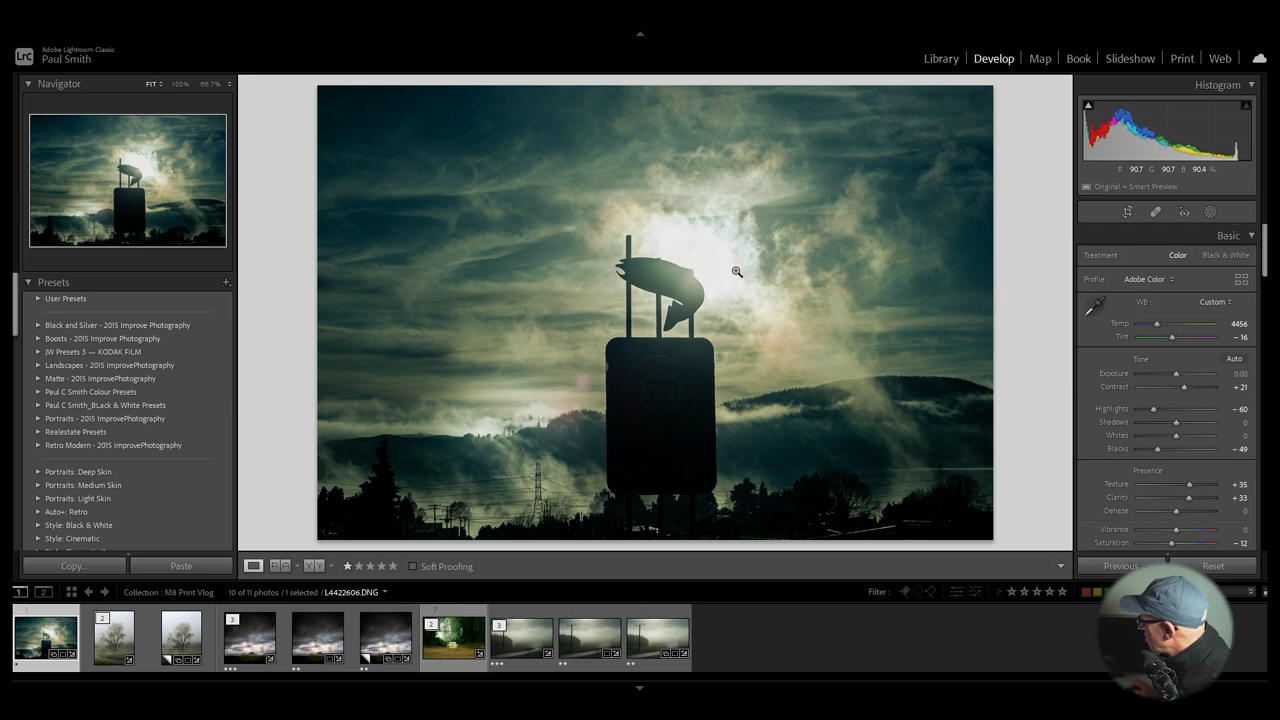 Adobe Lightroom Classic
Lrc
Paul Smith
Library | Develop | Map | Book | Slideshow | Print | Web
Navigator
FIT
100%
66.7%
Presets
User Presets
Black and Silver - 2015 Improve Photography
Boosts - 2015 Improve Photography
JW Presets 3 — KODAK FILM
Landscapes - 2015 ImprovePhotography
Matte - 2015 ImprovePhotography
Paul C Smith Colour Presets
Paul C Smith_BLack & White Presets
Portraits - 2015 ImprovePhotography
Realestate Presets
Retro Modern - 2015 ImprovePhotography
Portraits: Deep Skin
Portraits: Medium Skin
Portraits: Light Skin
Auto+: Retro
Style: Black & White
Style: Cinematic
Copy...
Paste
Soft Proofing
Histogram
R 90.7 G 90.7 B 90.4 %
Original + Smart Preview
Basic
Treatment : Color Black & White
Profile : Adobe Color
WB : Custom
Temp 4456
Tint – 16
Tone Auto
Exposure 0.00
Contrast + 21
Highlights – 60
Shadows 0
Whites 0
Blacks – 49
Presence
Texture + 35
Clarity + 33
Dehaze 0
Vibrance 0
Saturation – 12
Previous
Reset
1 2
Collection : M8 Print Vlog
10 of 11 photos / 1 selected / L4422606.DNG
Filter :
2
3
2
3